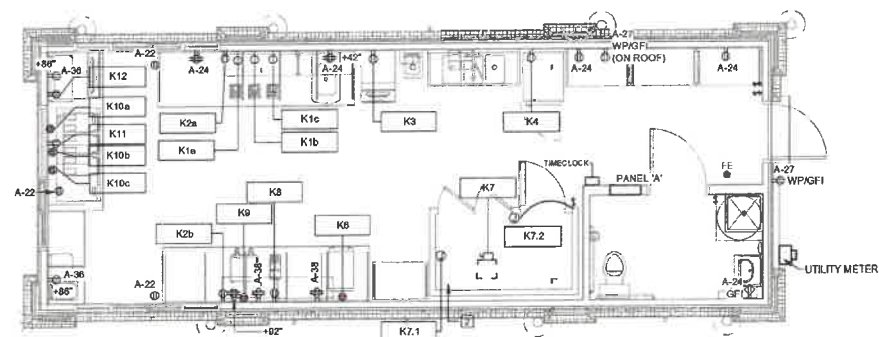 A-27
WP/GFI
(ON ROOF)
A-22
+86"
A-36
K12
A-24
+42"
A-24
A-24
A-24
K10a
K11
K10b
K10c
K2a
K1a
K1c
K1b
K3
K4
TIMECLOCK
PANEL 'A'
FE
A-27
WP/GFI
A-22
K8
K9
K2b
K6
K7
K7.2
A-36
+86"
A-22
A-38
A-38
A-24
GFI
UTILITY METER
+92"
K7.1
7